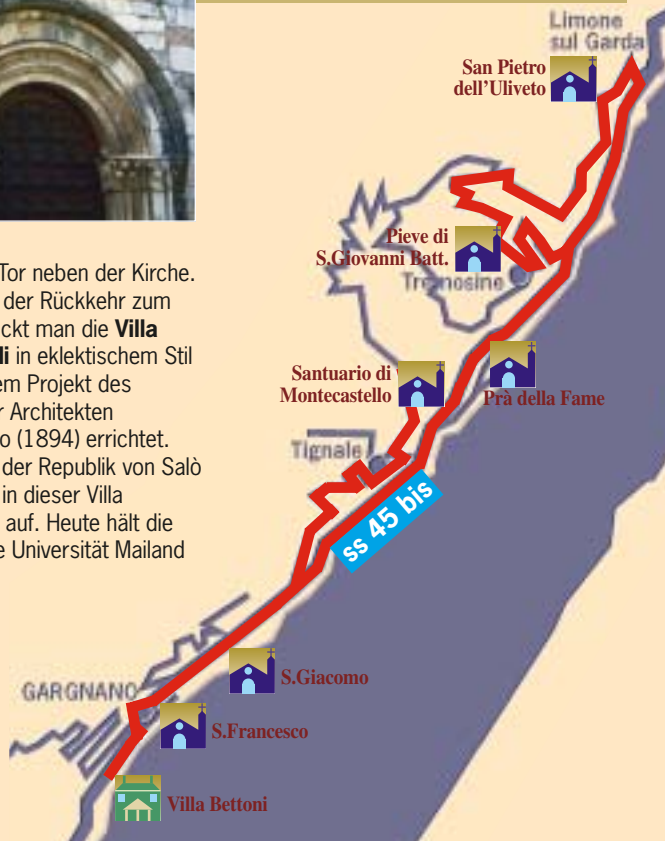 Limone
sul Garda
San Pietro
dell'Uliveto
Tor neben der Kirche.
der Rückkehr zum
ckt man die Villa
li in eklektischem Stil
em Projekt des
r Architekten
o (1894) errichtet.
der Republik von Salò
in dieser Villa
auf. Heute hält die
e Universität Mailand
Pieve di
S.Giovanni Batt.
Tremosine
Santuario di
Montecastello
Prà della Fame
Tignale
ss 45 bis
S.Giacomo
GARGNANO
S.Francesco
Villa Bettoni